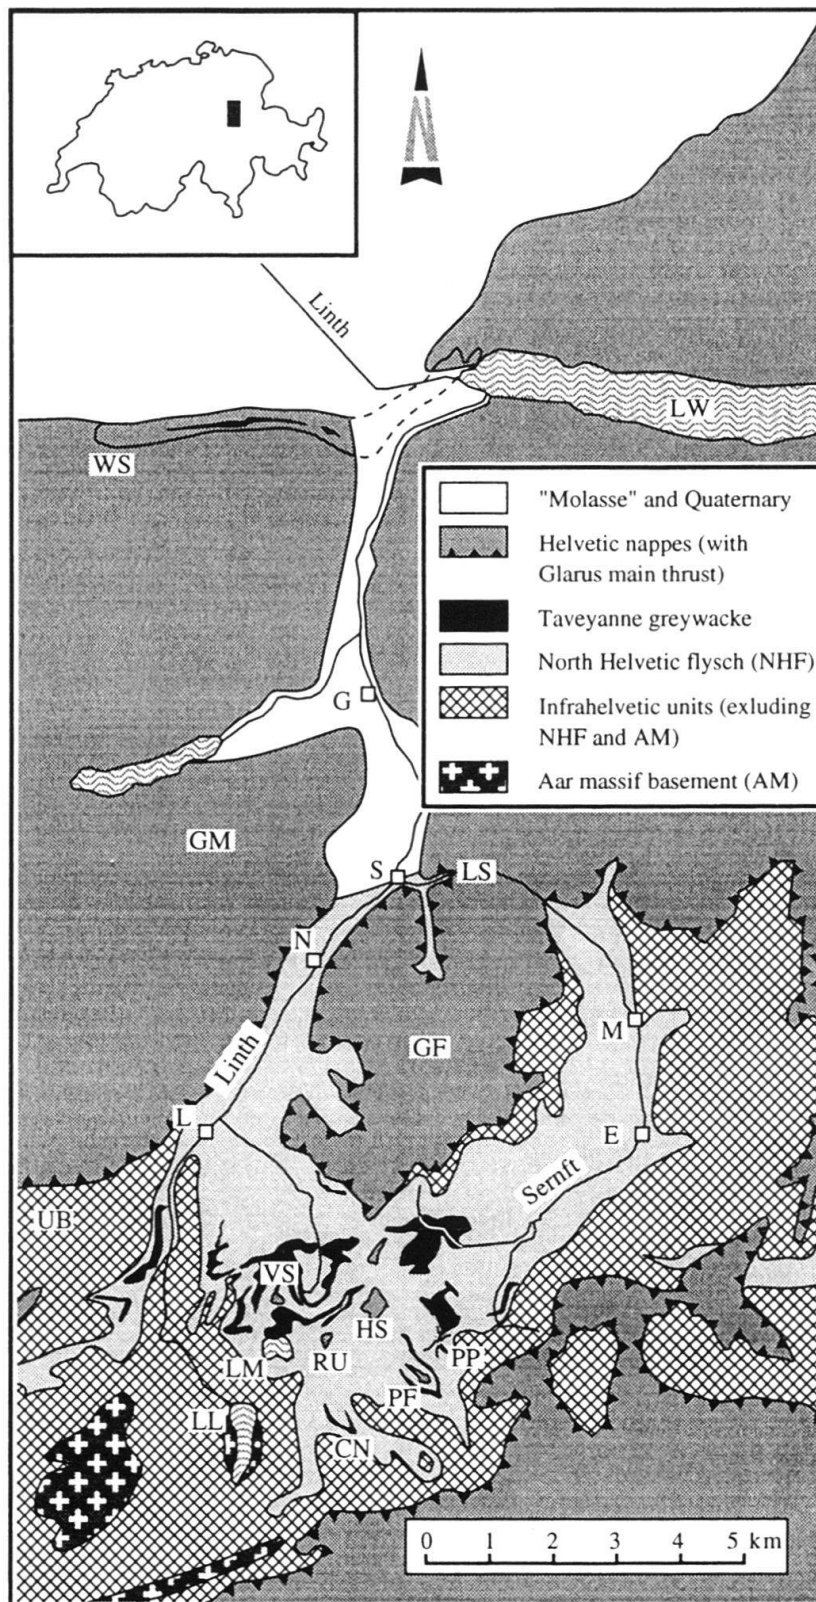 N
Linth
LW
WS
"Molasse" and Quaternary
Helvetic nappes (with
Glarus main thrust)
Taveyanne greywacke
North Helvetic flysch (NHF)
Infrahelvetic units (exluding
NHF and AM)
Aar massif basement (AM)
G
GM
S
LS
N
M
GF
Linth
L
E
Sernft
UB
VS
HS
LM
RU
PP
PF
LL
CN
0 1 2 3 4 5 km